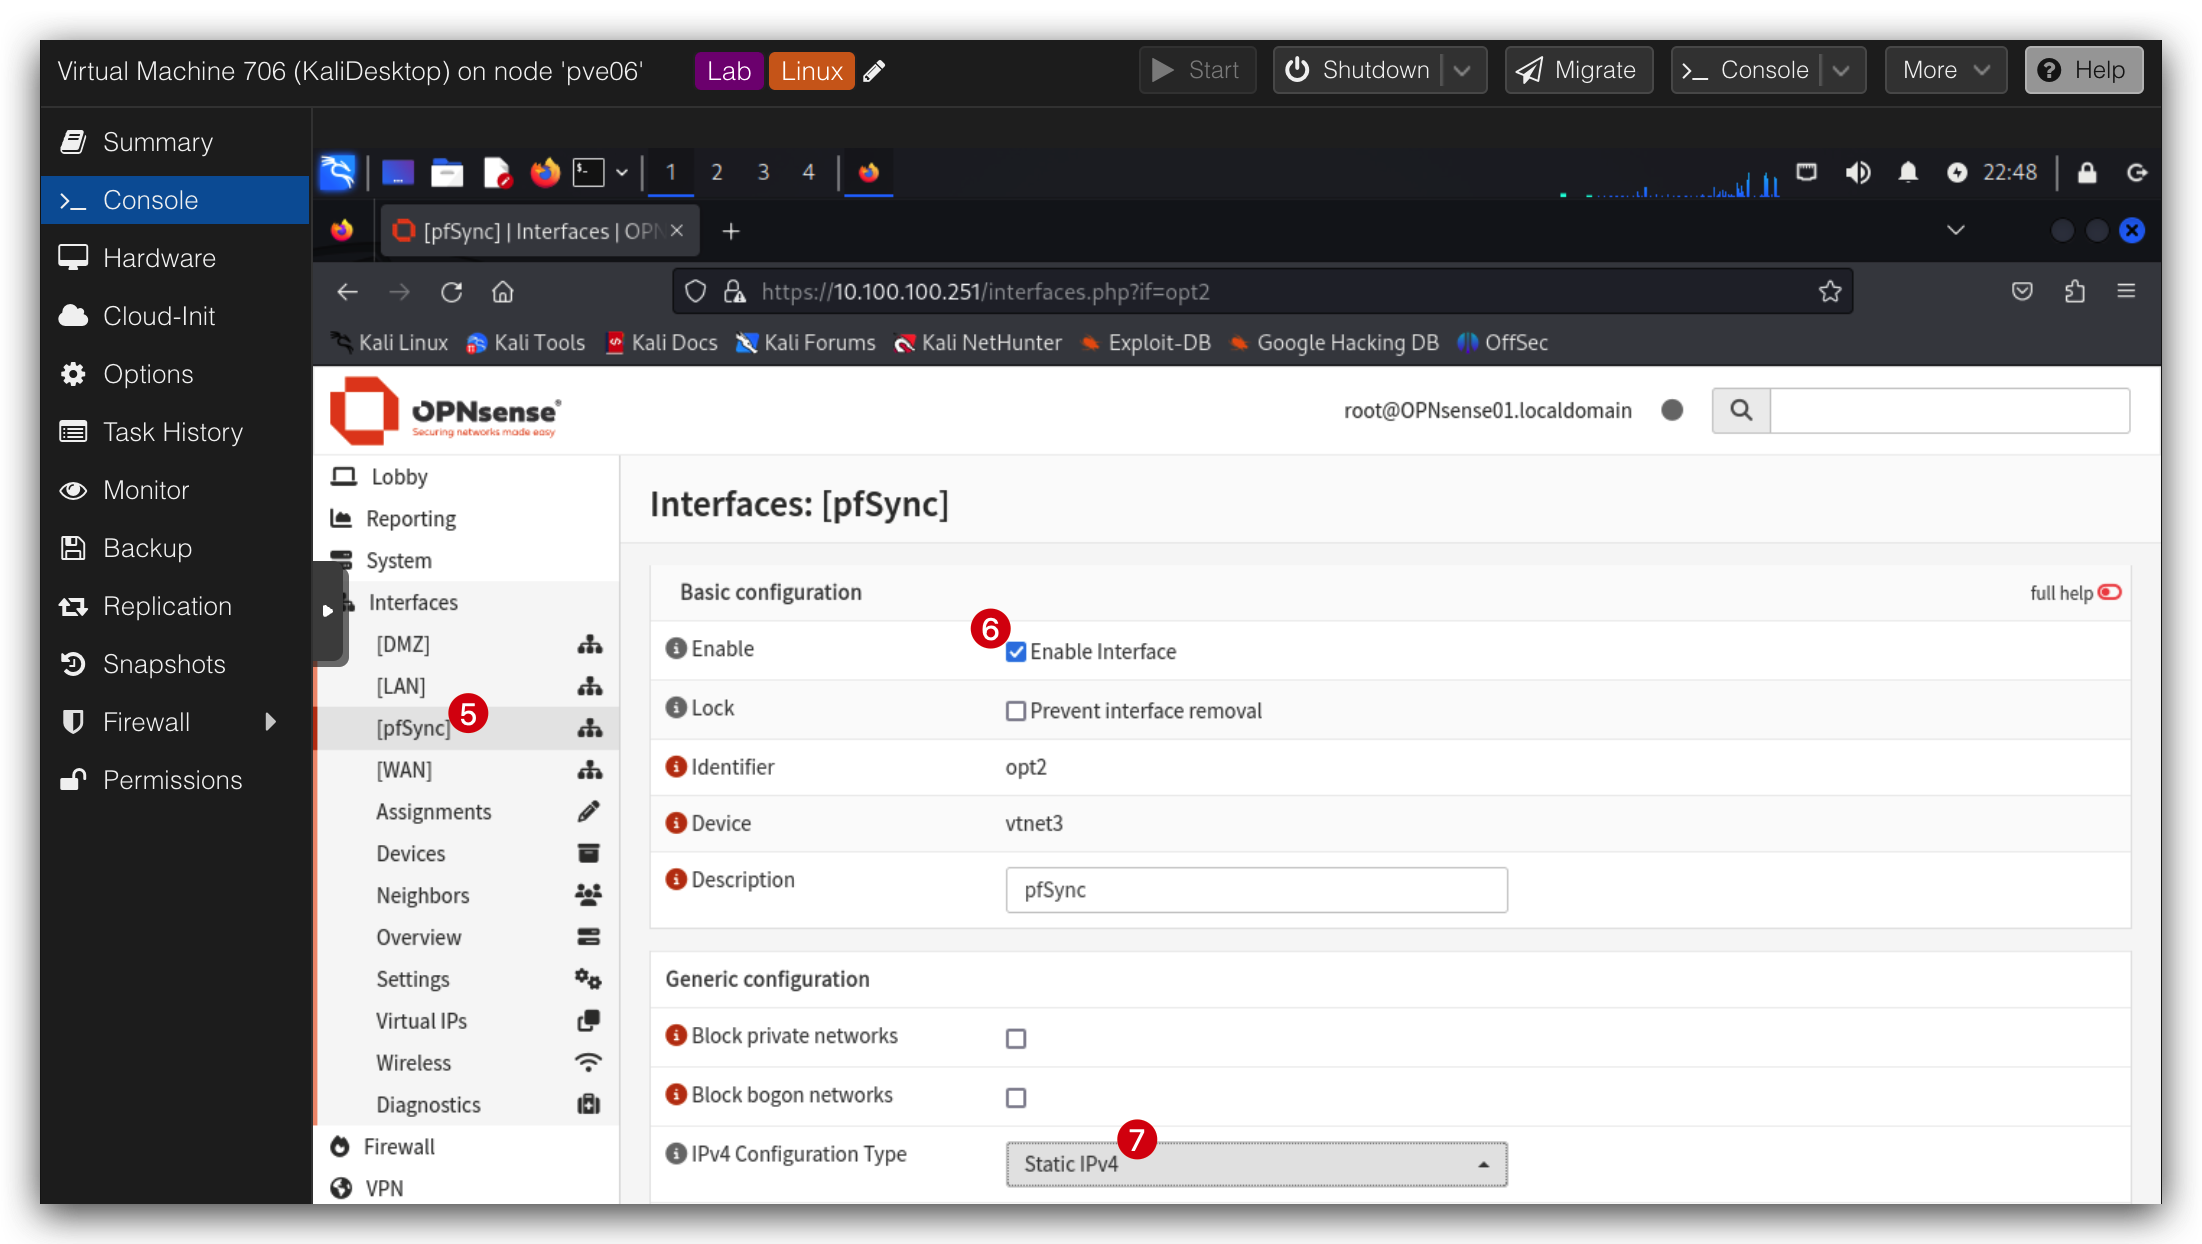 Virtual Machine 706 (KaliDesktop) on node 'pve06' Lab Linux Start Shutdown Migrate Console More Help
Summary
Console
Hardware
Cloud-Init
Options
Task History
Monitor
Backup
Replication
Snapshots
Firewall
Permissions
1 2 3 4 22:48
[pfSync] | Interfaces | OPN
https://10.100.100.251/interfaces.php?if=opt2
Kali Linux Kali Tools Kali Docs Kali Forums Kali NetHunter Exploit-DB Google Hacking DB OffSec
OPNsense®
Securing networks made easy
root@OPNsense01.localdomain
Lobby
Reporting
System
Interfaces
[DMZ]
[LAN]
[pfSync] 5
[WAN]
Assignments
Devices
Neighbors
Overview
Settings
Virtual IPs
Wireless
Diagnostics
Firewall
VPN
Interfaces: [pfSync]
Basic configuration full help
Enable 6 Enable Interface
Lock Prevent interface removal
Identifier opt2
Device vtnet3
Description pfSync
Generic configuration
Block private networks
Block bogon networks
IPv4 Configuration Type Static IPv4 7